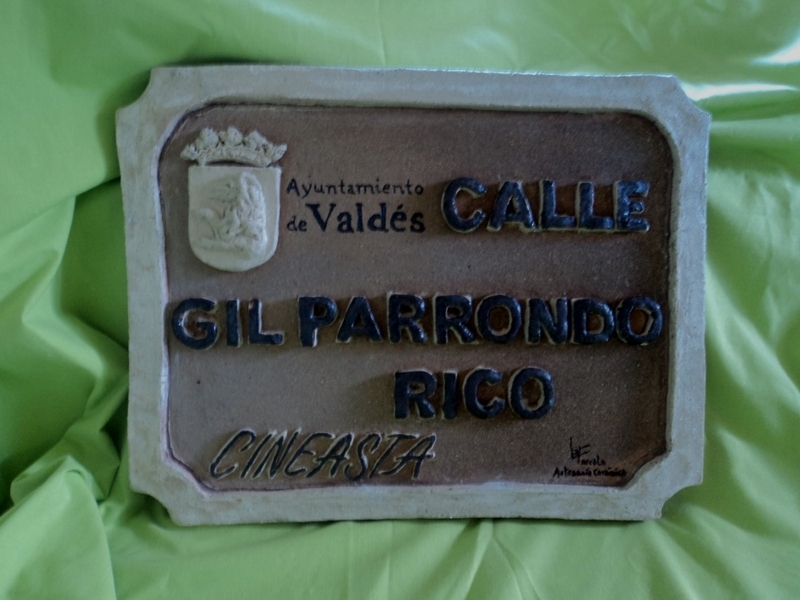 Ayuntamiento
de Valdés
CALLE
GIL PARRONDO
RICO
CINEASTA